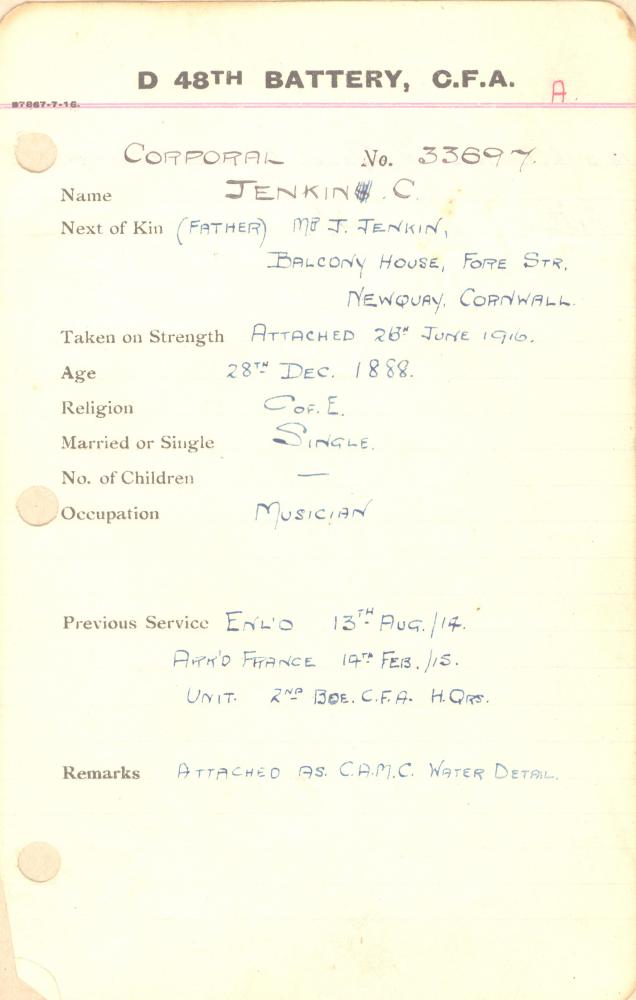 D 48TH BATTERY, C.F.A.
A.
87867-7-16.
CORPORAL No. 33697.
Name JENKIN . C.
Next of Kin (FATHER) MR J. JENKIN,
BALCONY HOUSE, FORE STR,
NEWQUAY, CORNWALL.
Taken on Strength ATTACHED JUNE 1916.
Age 28TH DEC. 1888.
Religion C OF. E.
Married or Single SINGLE.
No. of Children —
Occupation MUSICIAN
Previous Service ENL'D 13TH AUG./14.
ARR'D FRANCE 14TH FEB./15.
UNIT. 2ND BDE. C.F.A. H.QRS.
Remarks ATTACHED AS. C.A.M.C. WATER DETAIL.